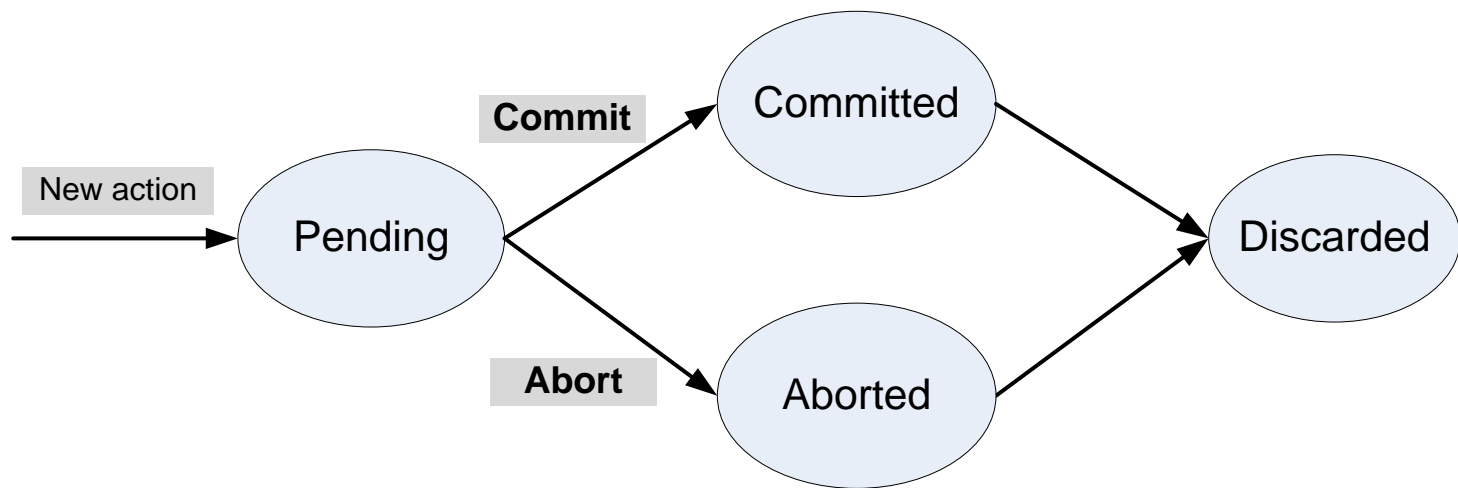 New action
Pending
Commit
Committed
Abort
Aborted
Discarded